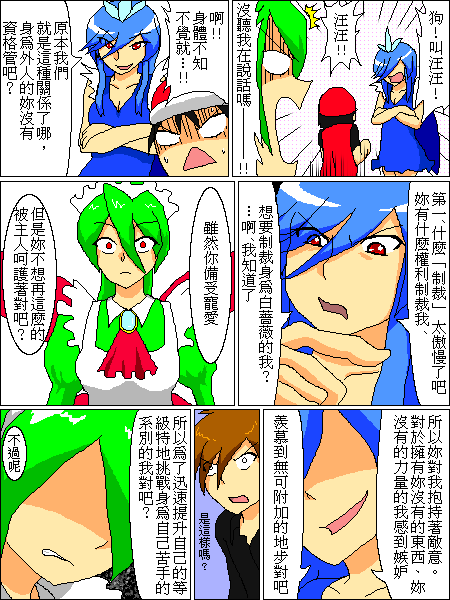 狗！叫汪汪！
汪汪！！
沒聽我在說話嗎！！
啊！！！
身體不知
不覺就…！！
原本我們
就是這種關係了哪，
身爲外人的妳沒有
資格管吧？
第一、什麼「制裁」太傲慢了吧
妳有什麼權利制裁我、
想要制裁身爲白薔薇的我？
…啊、我知道了
雖然你備受寵愛
但是妳不想再這麼的
被主人呵護著對吧？
所以妳對我抱持著敵意。
對於擁有妳沒有的東西、妳
沒有的力量的我感到嫉妒
羨慕到無可附加的地步對吧
是這樣嗎？
所以爲了迅速提升自己的等
級特地挑戰身爲自己苦手的
系別的我對吧？
不過呢